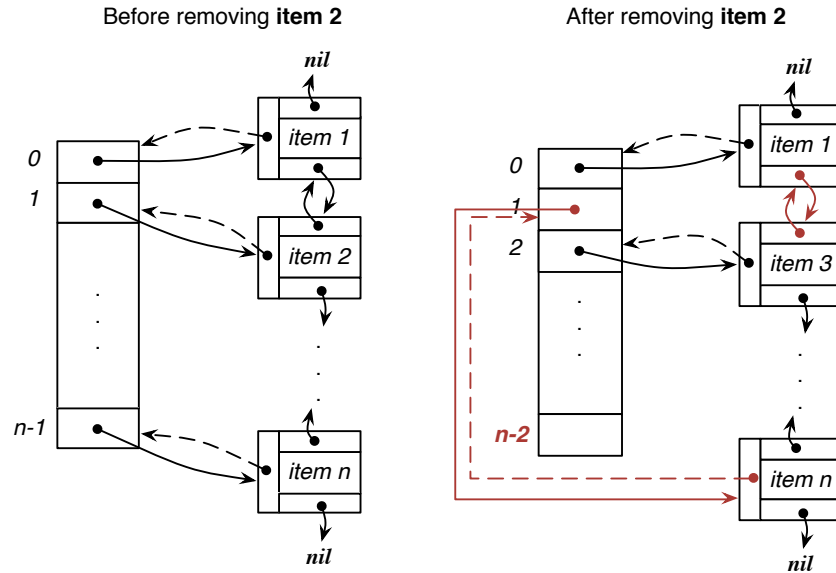 Before removing item 2
nil
item 1
0
1
item 2
n-1
item n
nil
After removing item 2
nil
item 1
0
1
2
item 3
n-2
item n
nil